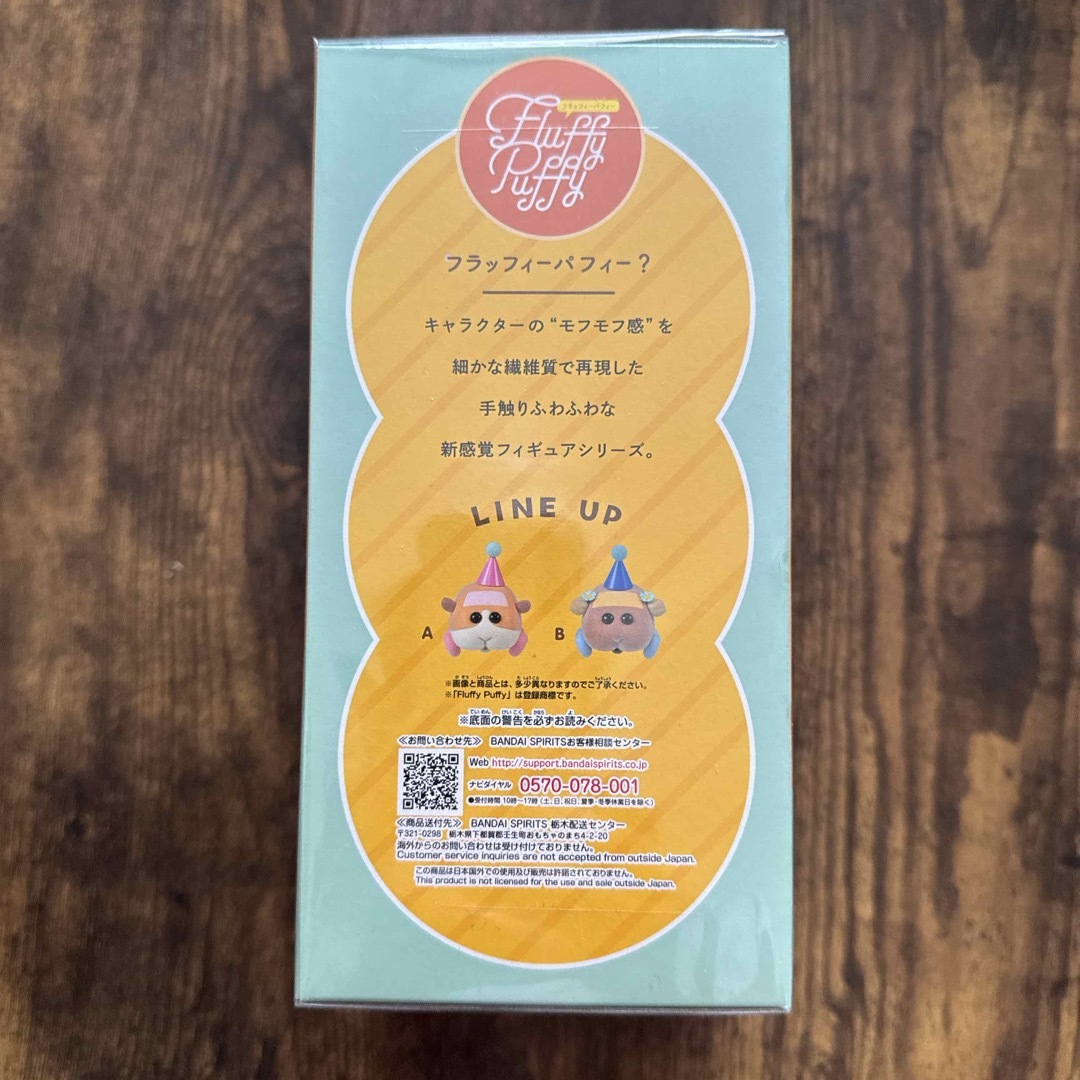 フラッフィーパフィー
Fluffy
Puffy
フラッフィーパフィー？
キャラクターの“モフモフ感”を
細かな繊維質で再現した
手触りふわふわな
新感覚フィギュアシリーズ。
LINE UP
A
B
※画像と商品とは、多少異なりますのでご了承ください。
※「Fluffy Puffy」は登録商標です。
※底面の警告を必ずお読みください。
≪お問い合わせ先≫ BANDAI SPIRITSお客様相談センター
Web http://support.bandaispirits.co.jp
ナビダイヤル 0570-078-001
●受付時間 10時〜17時（土、日、祝日、夏季・冬季休業日を除く）
≪商品送付先≫ BANDAI SPIRITS 栃木配送センター
〒321-0298 栃木県下都賀郡壬生町おもちゃのまち4-2-20
海外からのお問い合わせは受け付けておりません。
Customer service inquiries are not accepted from outside Japan.
この商品は日本国外での使用及び販売は許諾されておりません。
This product is not licensed for the use and sale outside Japan.